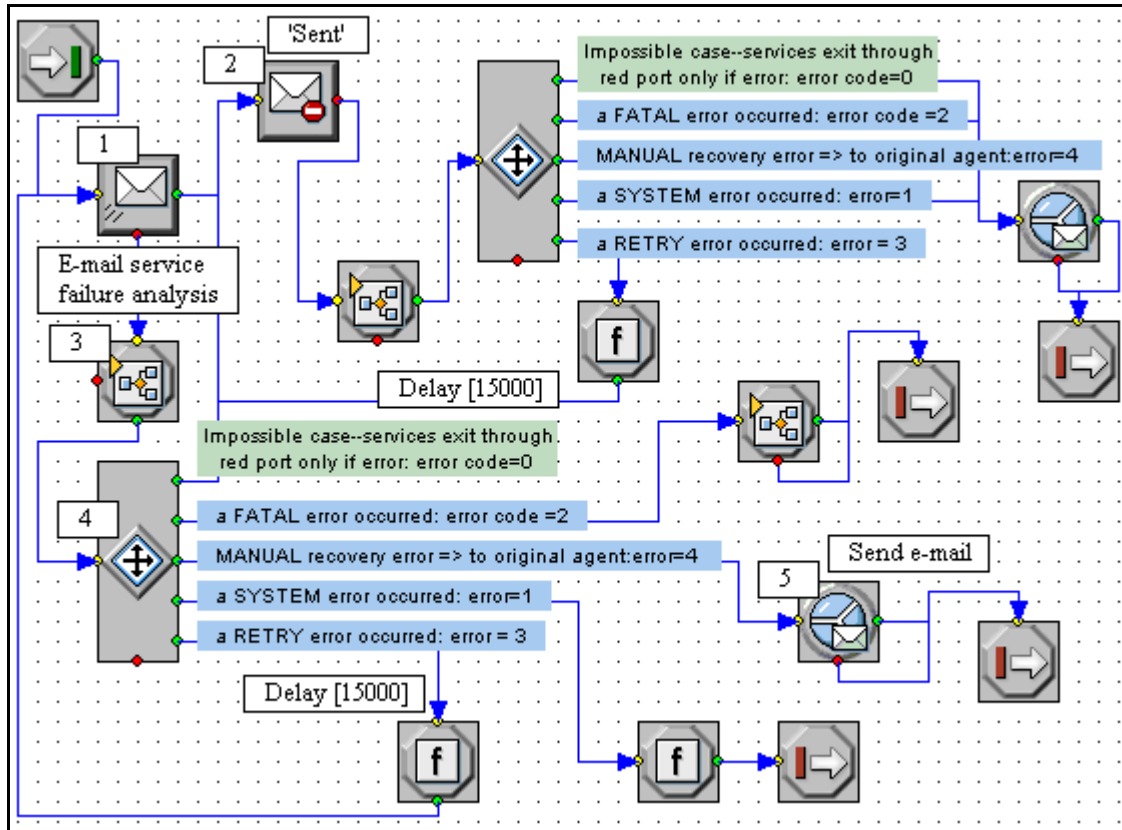 'Sent'
2
Impossible case--services exit through
red port only if error: error code=0
a FATAL error occurred: error code =2
1
MANUAL recovery error => to original agent:error=4
a SYSTEM error occurred: error=1
a RETRY error occurred: error = 3
E-mail service
failure analysis
3
f
Delay [15000]
Impossible case--services exit through
red port only if error: error code=0
4
a FATAL error occurred: error code =2
MANUAL recovery error => to original agent:error=4
Send e-mail
5
a SYSTEM error occurred: error=1
a RETRY error occurred: error = 3
Delay [15000]
f
f